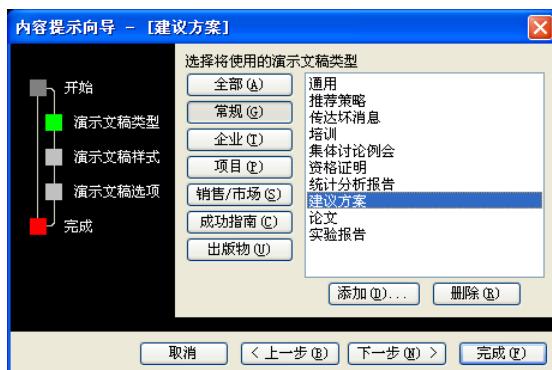 内容提示向导 - [建议方案]
选择将使用的演示文稿类型
开始
演示文稿类型
演示文稿样式
演示文稿选项
完成
全部(A)
常规(G)
企业(T)
项目(P)
销售/市场(S)
成功指南(C)
出版物(U)
通用
推荐策略
传达坏消息
培训
集体讨论例会
资格证明
统计分析报告
建议方案
论文
实验报告
添加(D)...
删除(R)
取消
< 上一步(B)
下一步(N) >
完成(F)